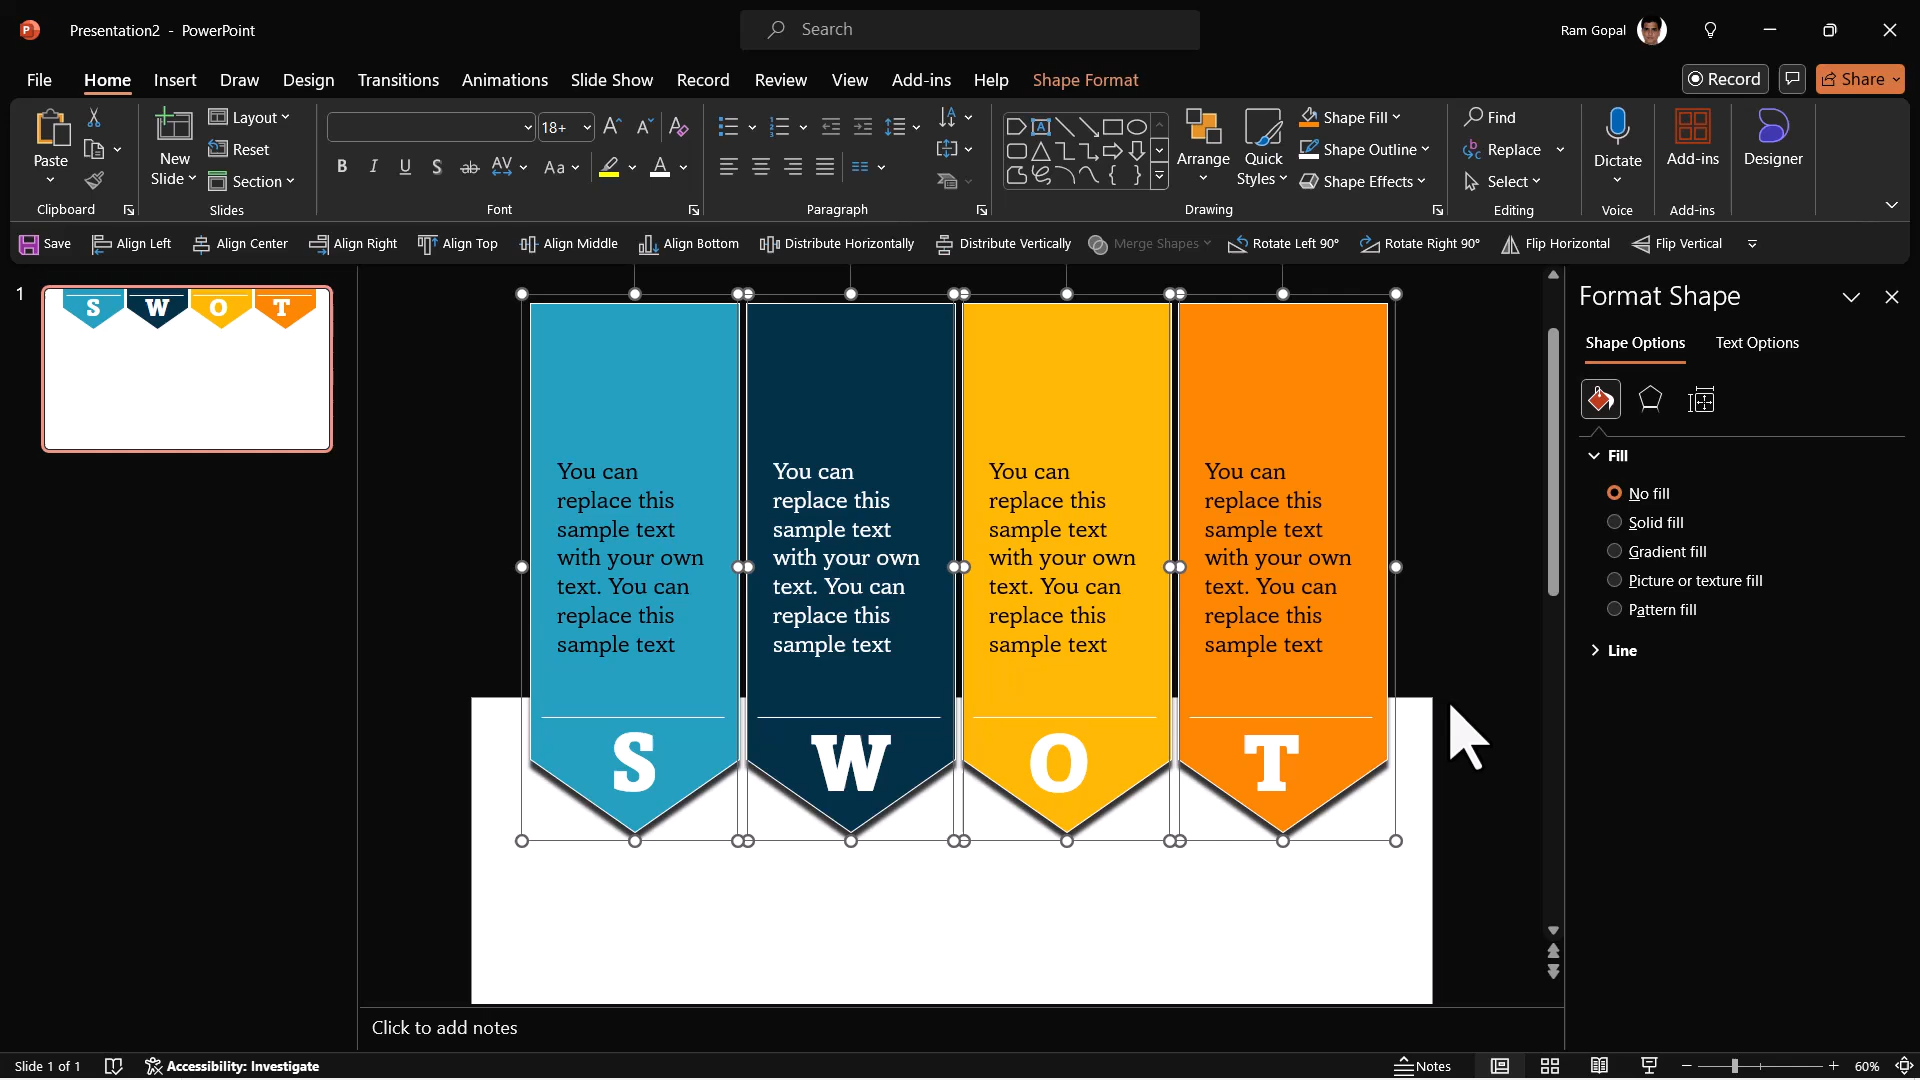 Presentation2 - PowerPoint
Search
Ram Gopal
File Home Insert Draw Design Transitions Animations Slide Show Record Review View Add-ins Help Shape Format
Record
Share
Paste
Clipboard
New Slide
Layout
Reset
Section
Slides
18+
B I U S ab AV Aa A
Font
Paragraph
Arrange
Quick Styles
Shape Fill
Shape Outline
Shape Effects
Drawing
Find
Replace
Select
Editing
Dictate
Voice
Add-ins
Add-ins
Designer
Save Align Left Align Center Align Right Align Top Align Middle Align Bottom Distribute Horizontally Distribute Vertically Merge Shapes Rotate Left 90° Rotate Right 90° Flip Horizontal Flip Vertical
1
S W O T
You can
replace this
sample text
with your own
text. You can
replace this
sample text
S
You can
replace this
sample text
with your own
text. You can
replace this
sample text
W
You can
replace this
sample text
with your own
text. You can
replace this
sample text
O
You can
replace this
sample text
with your own
text. You can
replace this
sample text
T
Format Shape
Shape Options Text Options
Fill
No fill
Solid fill
Gradient fill
Picture or texture fill
Pattern fill
Line
Click to add notes
Slide 1 of 1 Accessibility: Investigate Notes 60%